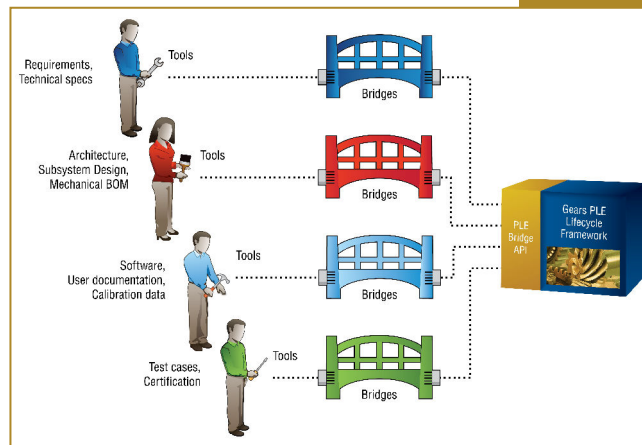 Requirements,
Technical specs
Tools
Bridges
Architecture,
Subsystem Design,
Mechanical BOM
Tools
Bridges
PLE
Bridge
API
Gears PLE
Lifecycle
Framework
Software,
User documentation,
Calibration data
Tools
Bridges
Test cases,
Certification
Tools
Bridges